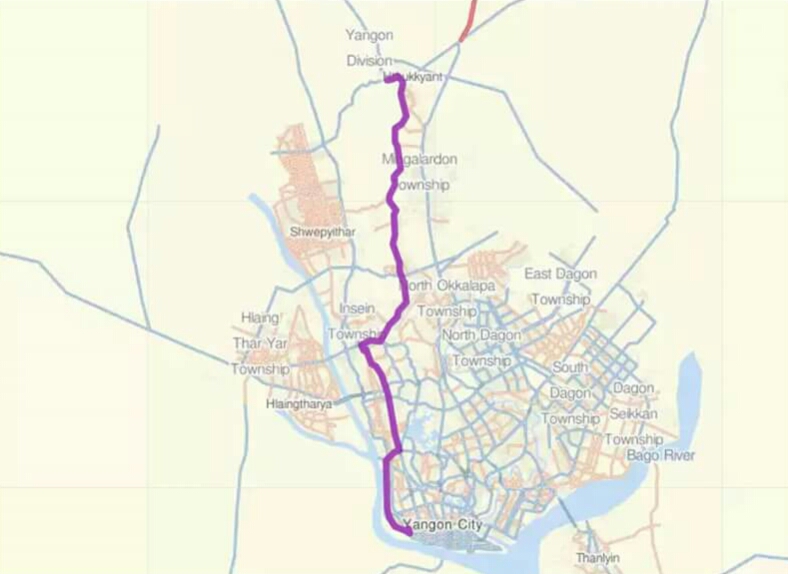 Yangon
Division
Mingalardon
Township
Shwepyithar
East Dagon
Township
North Okkalapa
Township
Insein
Township
Hlaing
Thar Yar
Township
North Dagon
Township
South
Dagon
Township
Dagon
Seikkan
Township
Hlaingtharya
Bago River
Yangon City
Thanlyin